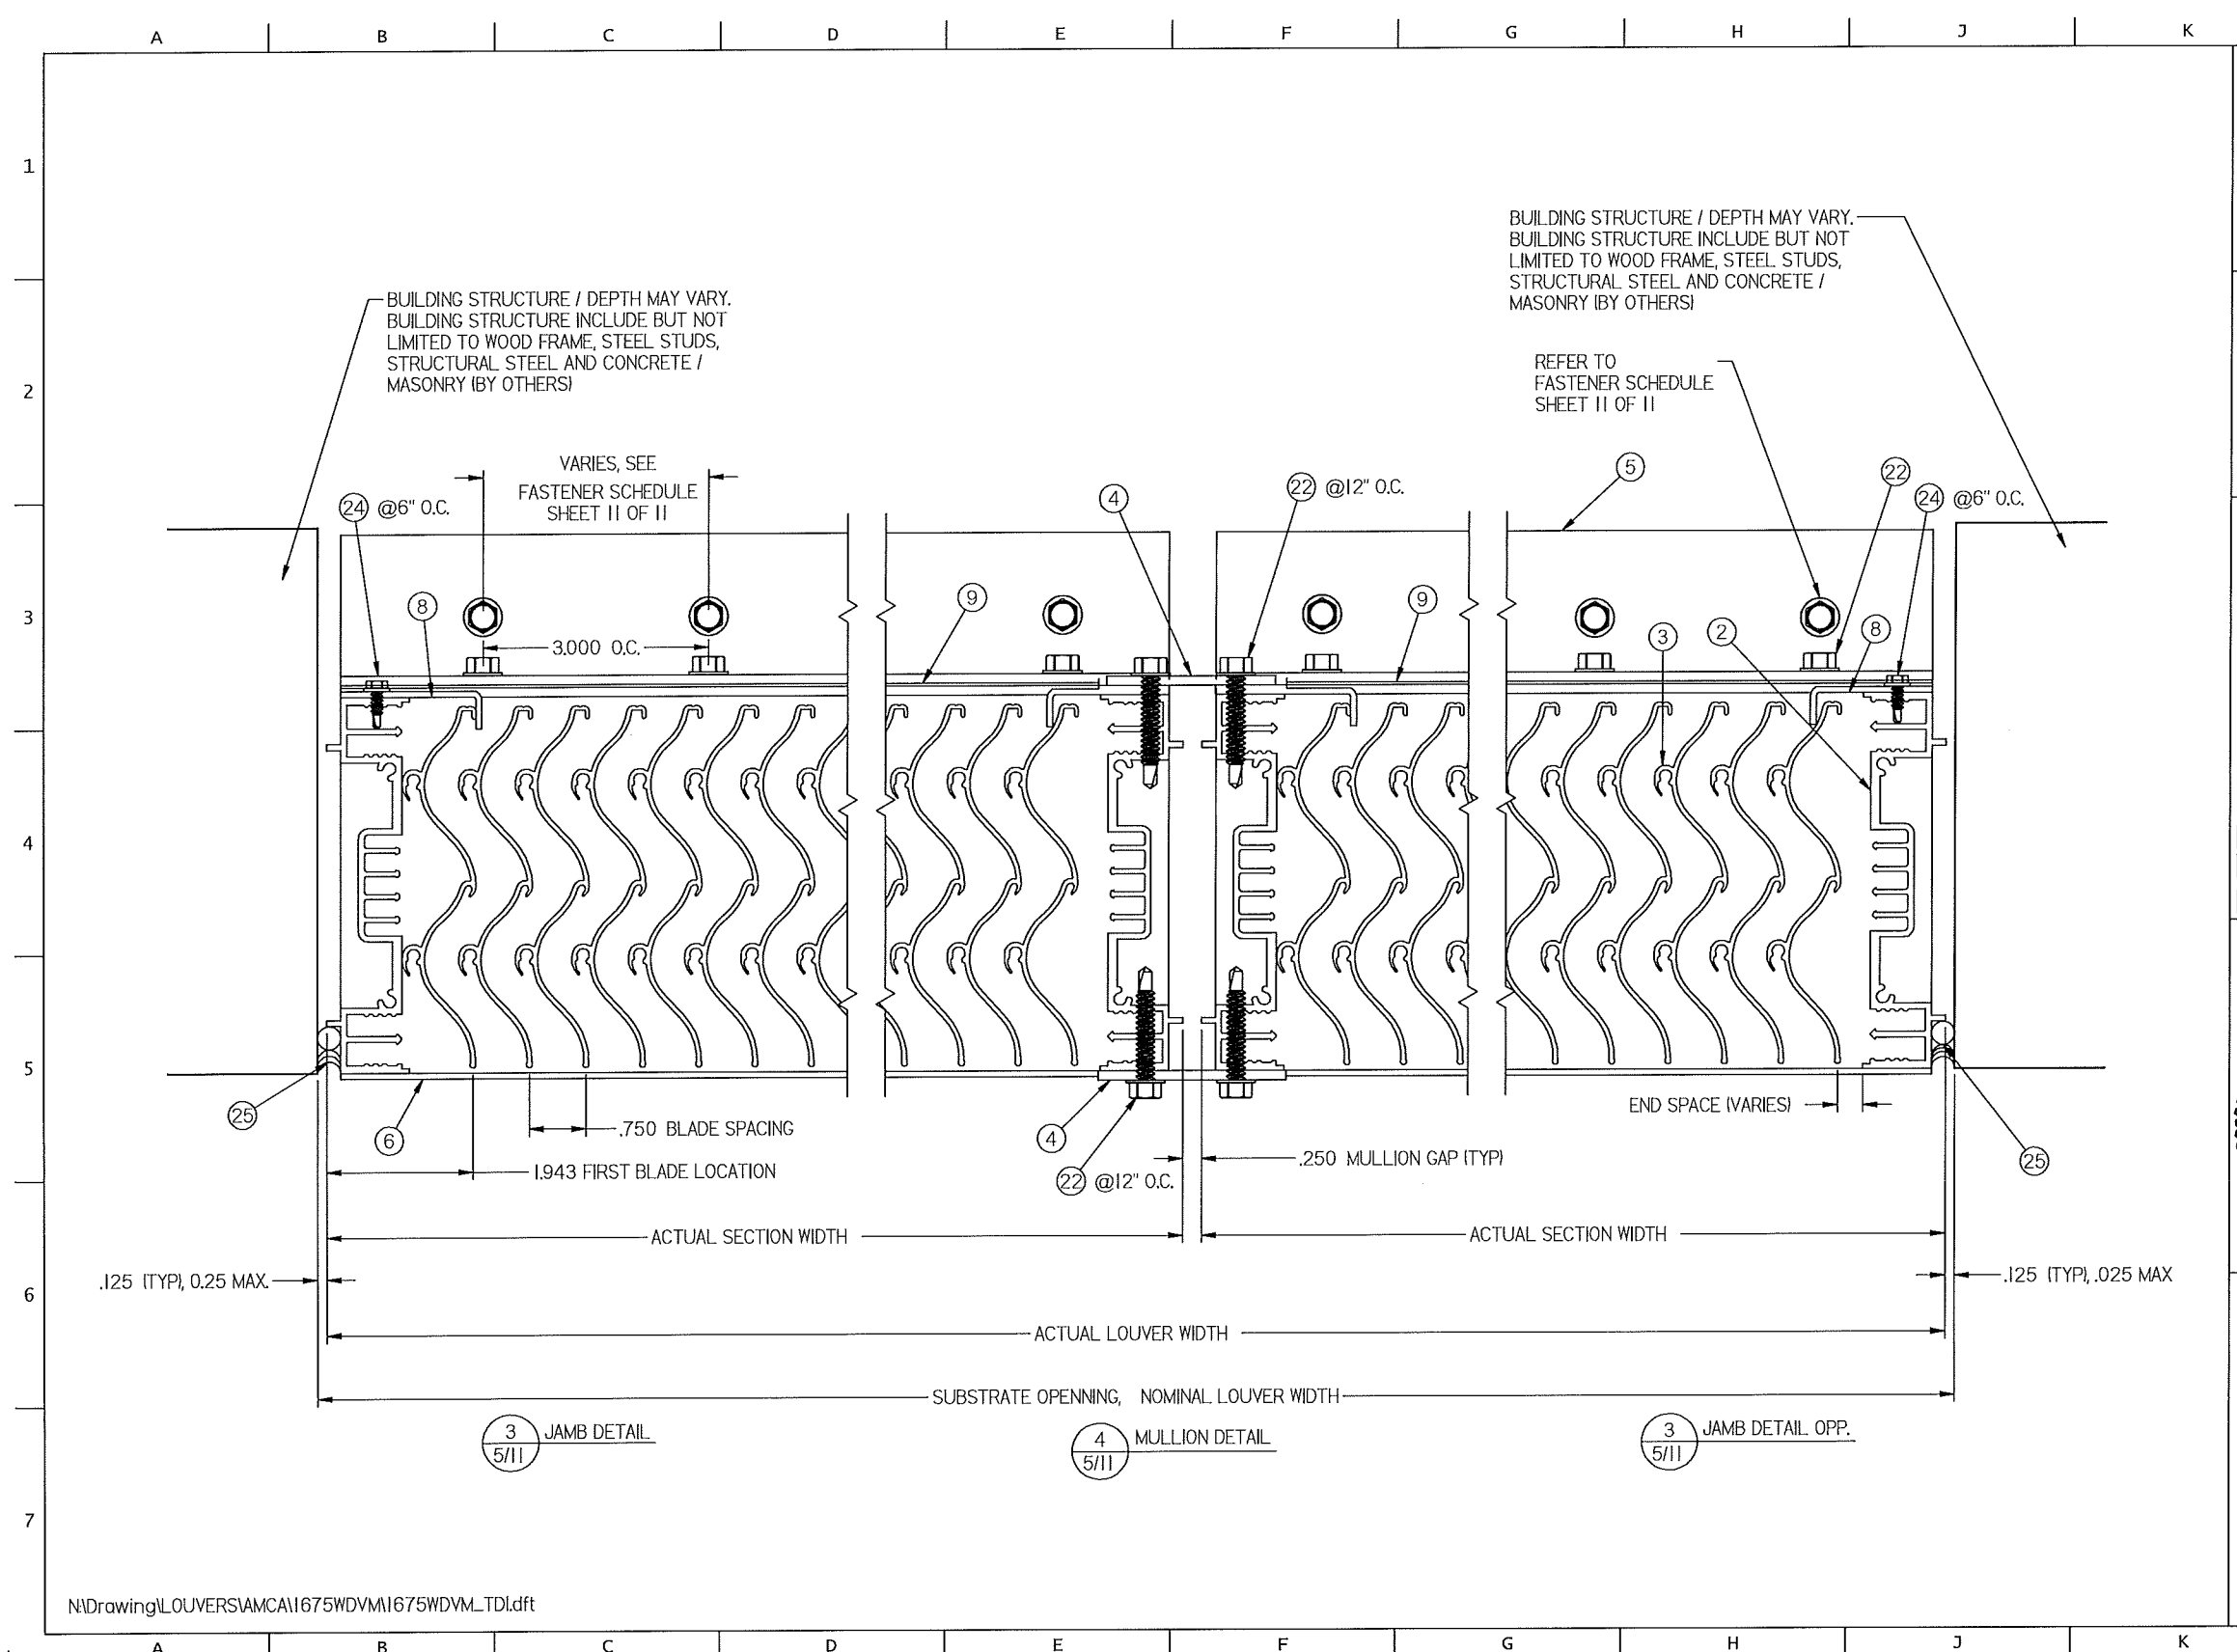 A B C D E F G H J K
1
BUILDING STRUCTURE / DEPTH MAY VARY.
BUILDING STRUCTURE INCLUDE BUT NOT
LIMITED TO WOOD FRAME, STEEL STUDS,
STRUCTURAL STEEL AND CONCRETE /
MASONRY (BY OTHERS)
BUILDING STRUCTURE / DEPTH MAY VARY.
BUILDING STRUCTURE INCLUDE BUT NOT
LIMITED TO WOOD FRAME, STEEL STUDS,
STRUCTURAL STEEL AND CONCRETE /
MASONRY (BY OTHERS)
2
REFER TO
FASTENER SCHEDULE
SHEET 11 OF 11
VARIES, SEE
FASTENER SCHEDULE
SHEET 11 OF 11
24 @6" O.C.
4
22 @12" O.C.
5
22
24 @6" O.C.
3
8
9
9
3
2
8
3.000 O.C.
4
5
25
6
.750 BLADE SPACING
1.943 FIRST BLADE LOCATION
4
22 @12" O.C.
.250 MULLION GAP (TYP)
END SPACE (VARIES)
25
ACTUAL SECTION WIDTH
ACTUAL SECTION WIDTH
6
.125 (TYP), 0.25 MAX.
.125 (TYP), .025 MAX
ACTUAL LOUVER WIDTH
SUBSTRATE OPENNING, NOMINAL LOUVER WIDTH
3 JAMB DETAIL
5/11
4 MULLION DETAIL
5/11
3 JAMB DETAIL OPP.
5/11
7
N:\Drawing\LOUVERS\AMCA\1675WDVM\1675WDVM_TDI.dft
A B C D E F G H J K